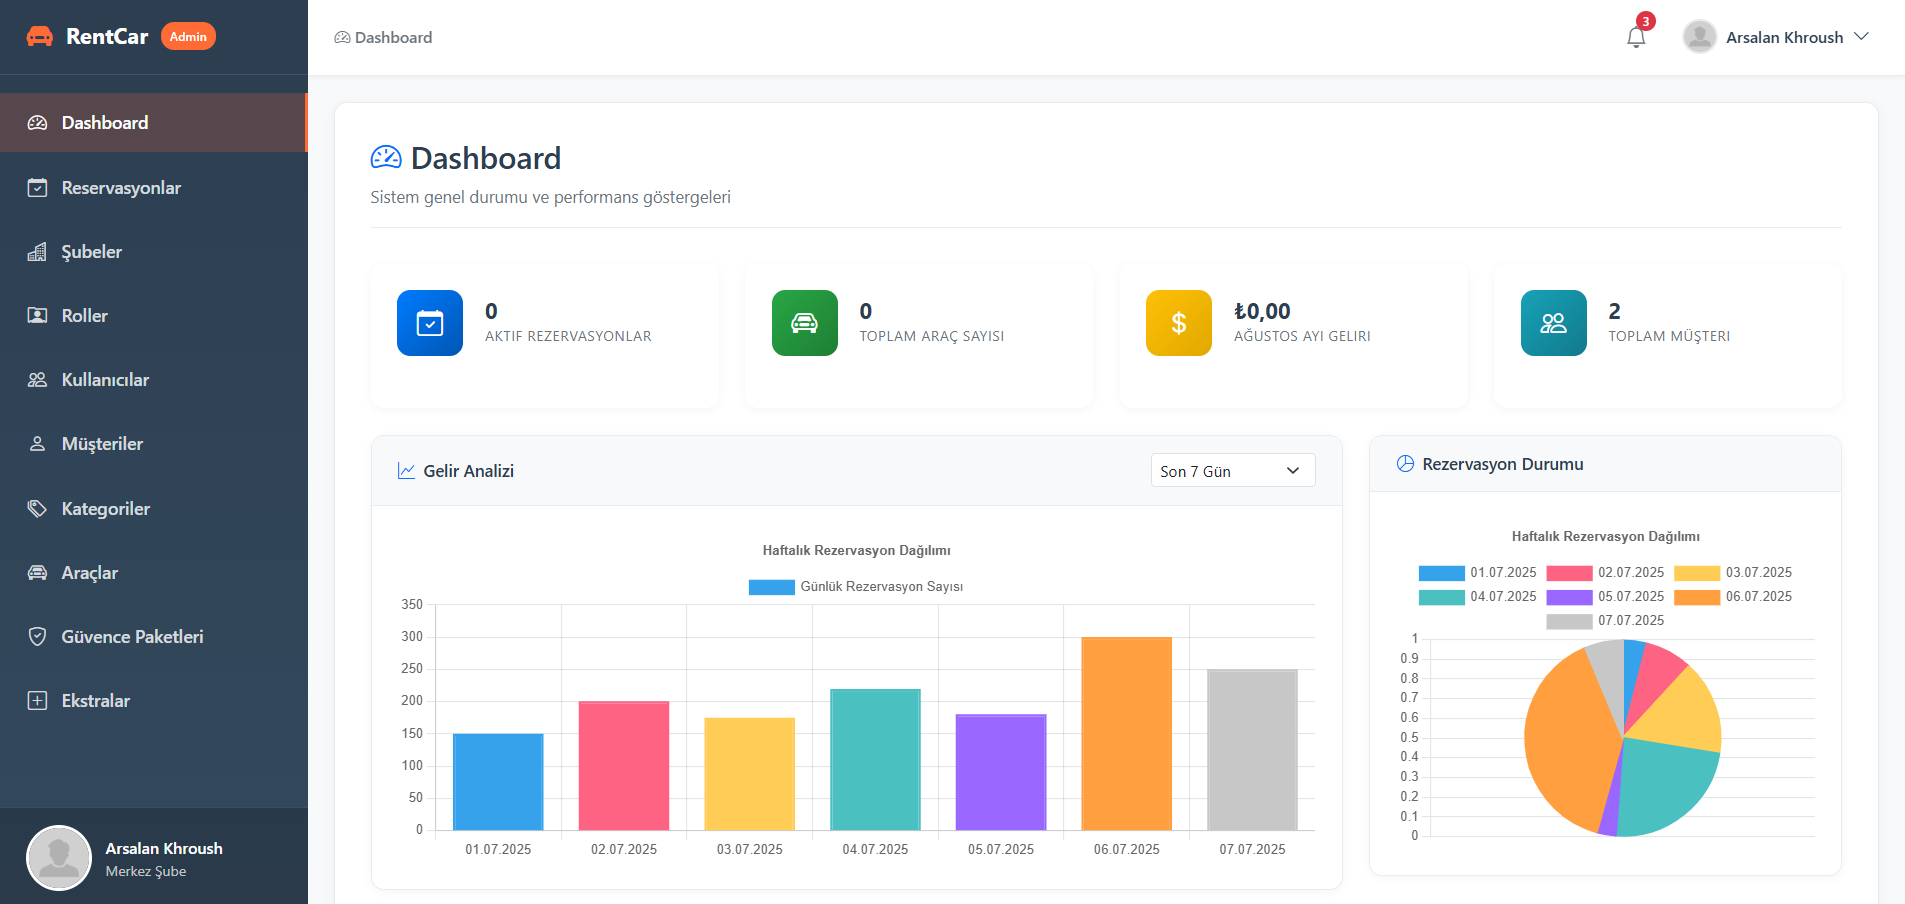 RentCar Admin
Dashboard
Reservasyonlar
Şubeler
Roller
Kullanıcılar
Müşteriler
Kategoriler
Araçlar
Güvence Paketleri
Ekstralar
Arsalan Khroush
Merkez Şube
Dashboard
3
Arsalan Khroush
Dashboard
Sistem genel durumu ve performans göstergeleri
0
AKTIF REZERVASYONLAR
0
TOPLAM ARAÇ SAYISI
$
₺0,00
AĞUSTOS AYI GELIRI
2
TOPLAM MÜŞTERI
Gelir Analizi
Son 7 Gün
Haftalık Rezervasyon Dağılımı
Günlük Rezervasyon Sayısı
350
300
250
200
150
100
50
0
01.07.2025 02.07.2025 03.07.2025 04.07.2025 05.07.2025 06.07.2025 07.07.2025
Rezervasyon Durumu
Haftalık Rezervasyon Dağılımı
01.07.2025 02.07.2025 03.07.2025
04.07.2025 05.07.2025 06.07.2025
07.07.2025
1
0.9
0.8
0.7
0.6
0.5
0.4
0.3
0.2
0.1
0